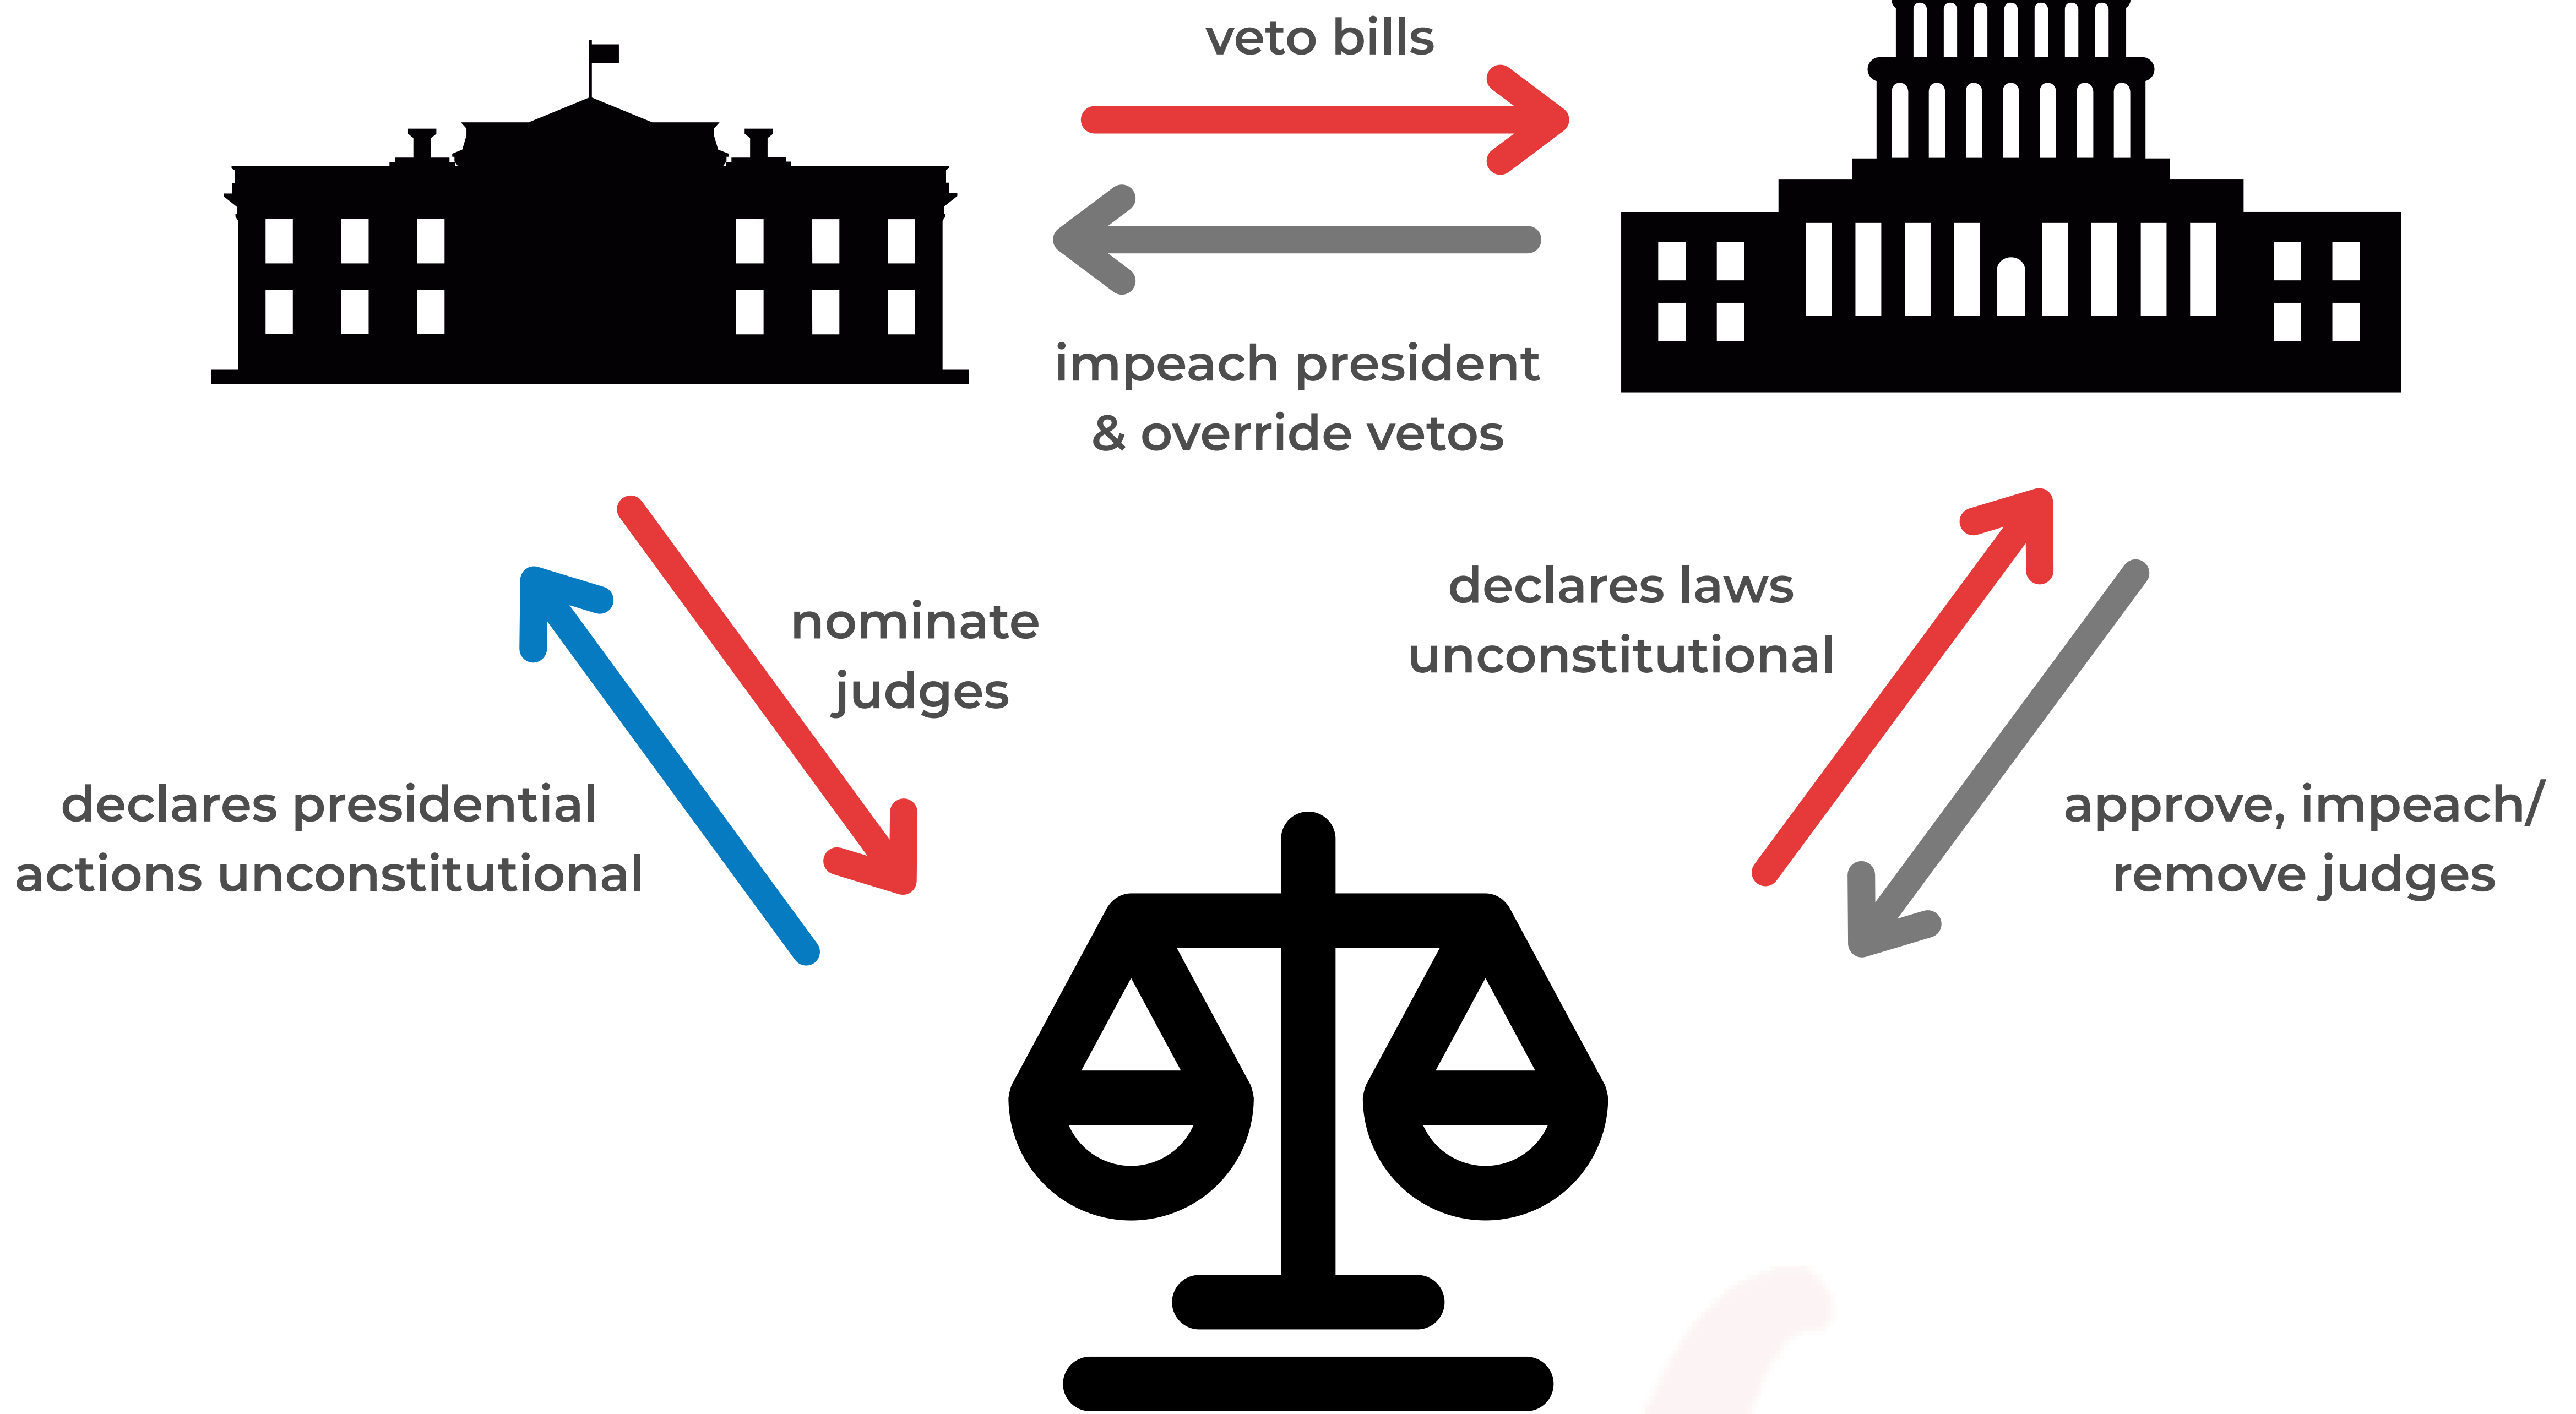 veto bills
impeach president
& override vetos
nominate
judges
declares laws
unconstitutional
declares presidential
actions unconstitutional
approve, impeach/
remove judges